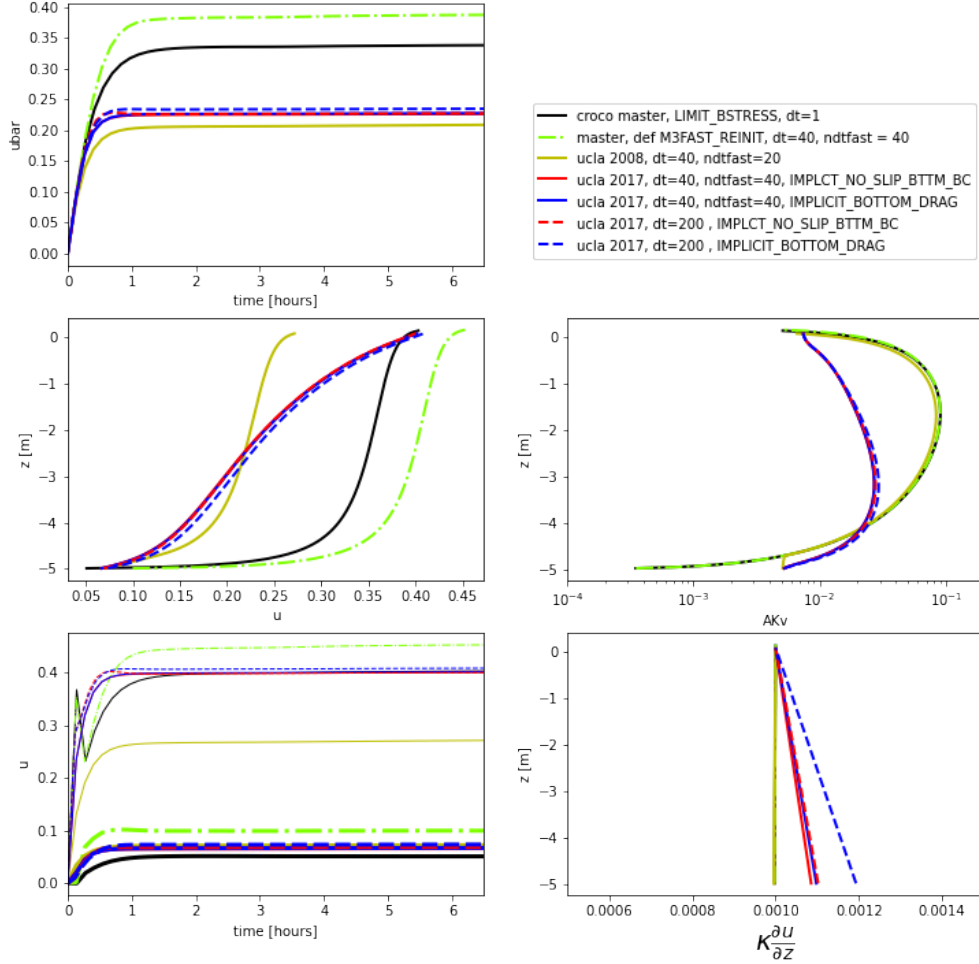 0.40
0.35
0.30
0.25
0.20
0.15
0.10
0.05
0.00
ubar
0 1 2 3 4 5 6
time [hours]
croco master, LIMIT_BSTRESS, dt=1
master, def M3FAST_REINIT, dt=40, ndtfast = 40
ucla 2008, dt=40, ndtfast=20
ucla 2017, dt=40, ndtfast=40, IMPLCT_NO_SLIP_BTTM_BC
ucla 2017, dt=40, ndtfast=40, IMPLICIT_BOTTOM_DRAG
ucla 2017, dt=200 , IMPLCT_NO_SLIP_BTTM_BC
ucla 2017, dt=200 , IMPLICIT_BOTTOM_DRAG
0
−1
−2
−3
−4
−5
z [m]
0.05 0.10 0.15 0.20 0.25 0.30 0.35 0.40 0.45
u
0
−1
−2
−3
−4
−5
z [m]
10⁻⁴ 10⁻³ 10⁻² 10⁻¹
AKv
0.4
0.3
0.2
0.1
0.0
u
0 1 2 3 4 5 6
time [hours]
0
−1
−2
−3
−4
−5
z [m]
0.0006 0.0008 0.0010 0.0012 0.0014
K ∂u/∂z